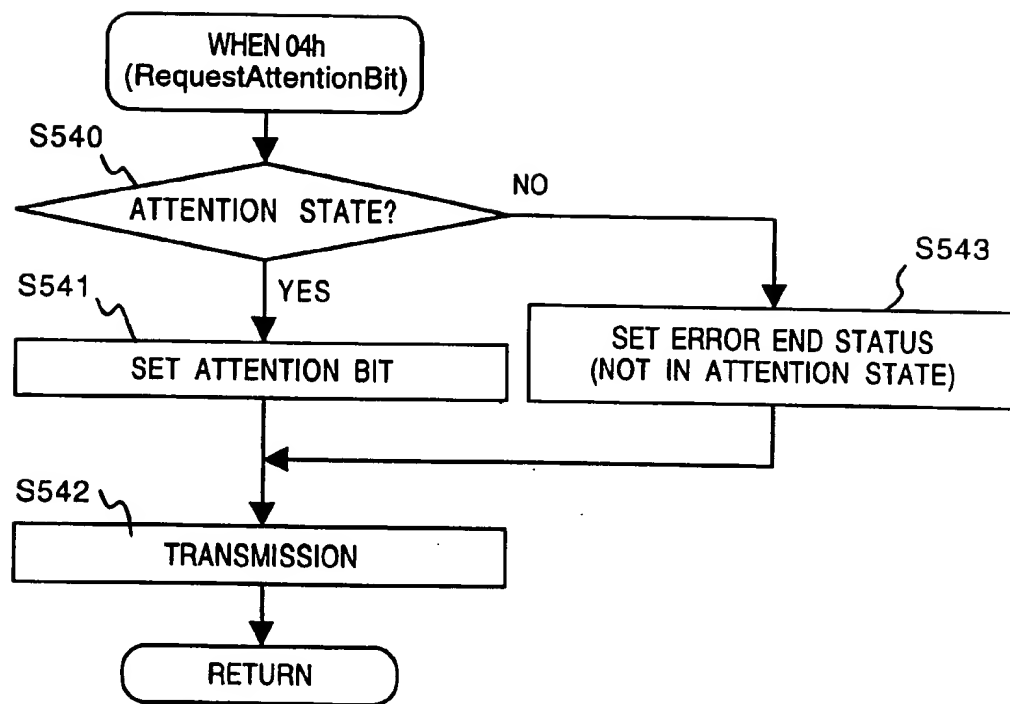 WHEN 04h
(RequestAttentionBit)
S540
ATTENTION STATE?
NO
S541
YES
S543
SET ATTENTION BIT
SET ERROR END STATUS
(NOT IN ATTENTION STATE)
S542
TRANSMISSION
RETURN